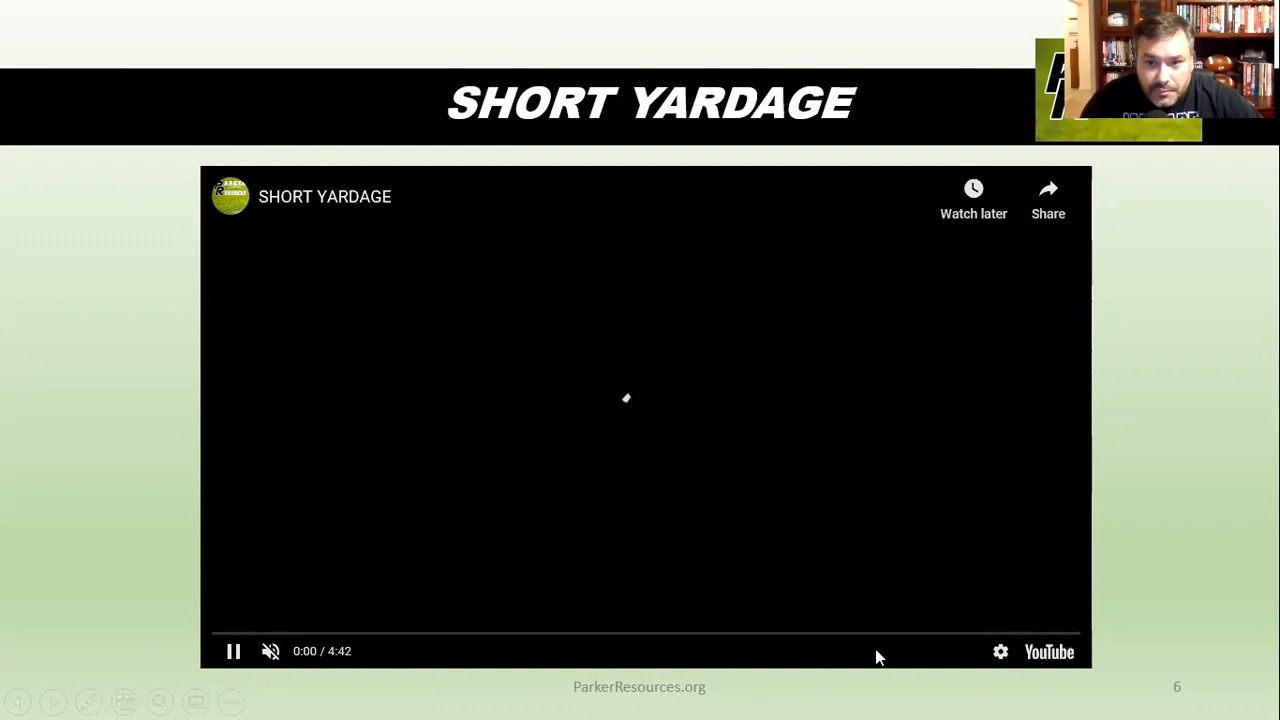 SHORT YARDAGE
SHORT YARDAGE
Watch later
Share
0:00 / 4:42
YouTube
ParkerResources.org
6